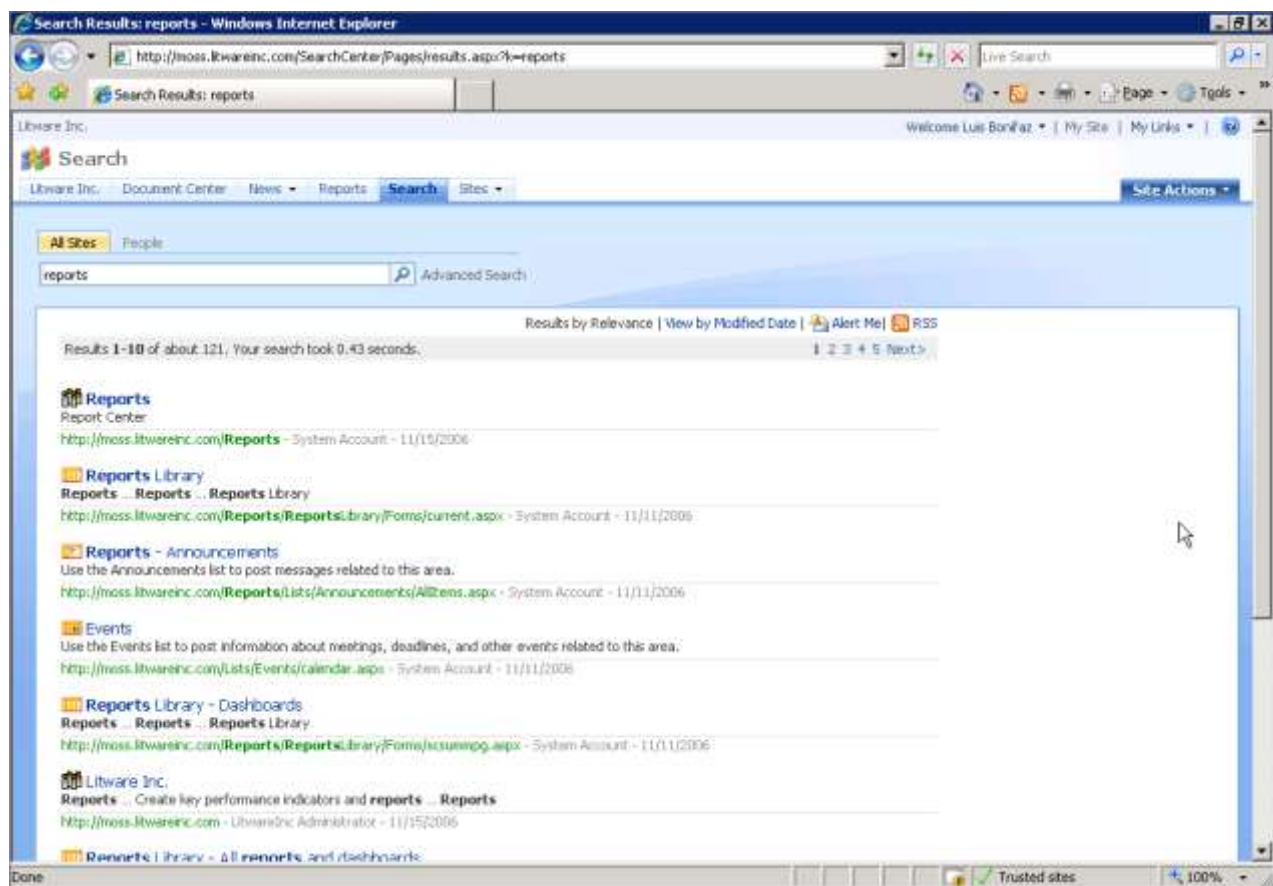 Search Results: reports - Windows Internet Explorer
http://moss.litwareinc.com/SearchCenter/Pages/results.aspx?k=reports
Live Search
Search Results: reports
Page Tools
Litware Inc.
Welcome Luis Bonifaz | My Site | My Links |
Search
Litware Inc. Document Center News Reports Search Sites
Site Actions
All Sites People
reports
Advanced Search
Results by Relevance | View by Modified Date | Alert Me | RSS
Results 1-10 of about 121. Your search took 0.43 seconds.
1 2 3 4 5 Next>
Reports
Report Center
http://moss.litwareinc.com/Reports - System Account - 11/15/2006
Reports Library
Reports ... Reports ... Reports Library
http://moss.litwareinc.com/Reports/ReportsLibrary/Forms/current.aspx - System Account - 11/11/2006
Reports - Announcements
Use the Announcements list to post messages related to this area.
http://moss.litwareinc.com/Reports/Lists/Announcements/AllItems.aspx - System Account - 11/11/2006
Events
Use the Events list to post information about meetings, deadlines, and other events related to this area.
http://moss.litwareinc.com/Lists/Events/calendar.aspx - System Account - 11/11/2006
Reports Library - Dashboards
Reports ... Reports ... Reports Library
- System Account - 11/11/2006
Litware Inc.
Reports ... Create key performance indicators and reports ... Reports
http://moss.litwareinc.com - LitwareInc Administrator - 11/15/2006
Reports Library - All reports and dashboards
Done
Trusted sites
100%